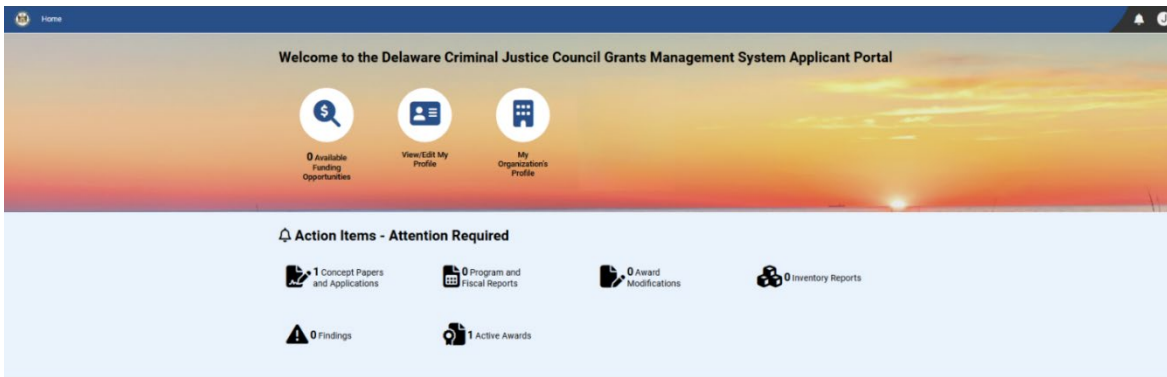 Home
Welcome to the Delaware Criminal Justice Council Grants Management System Applicant Portal
0 Available
Funding
Opportunities
View/Edit My
Profile
My
Organization's
Profile
Action Items - Attention Required
1 Concept Papers
and Applications
0 Program and
Fiscal Reports
0 Award
Modifications
0 Inventory Reports
0 Findings
1 Active Awards